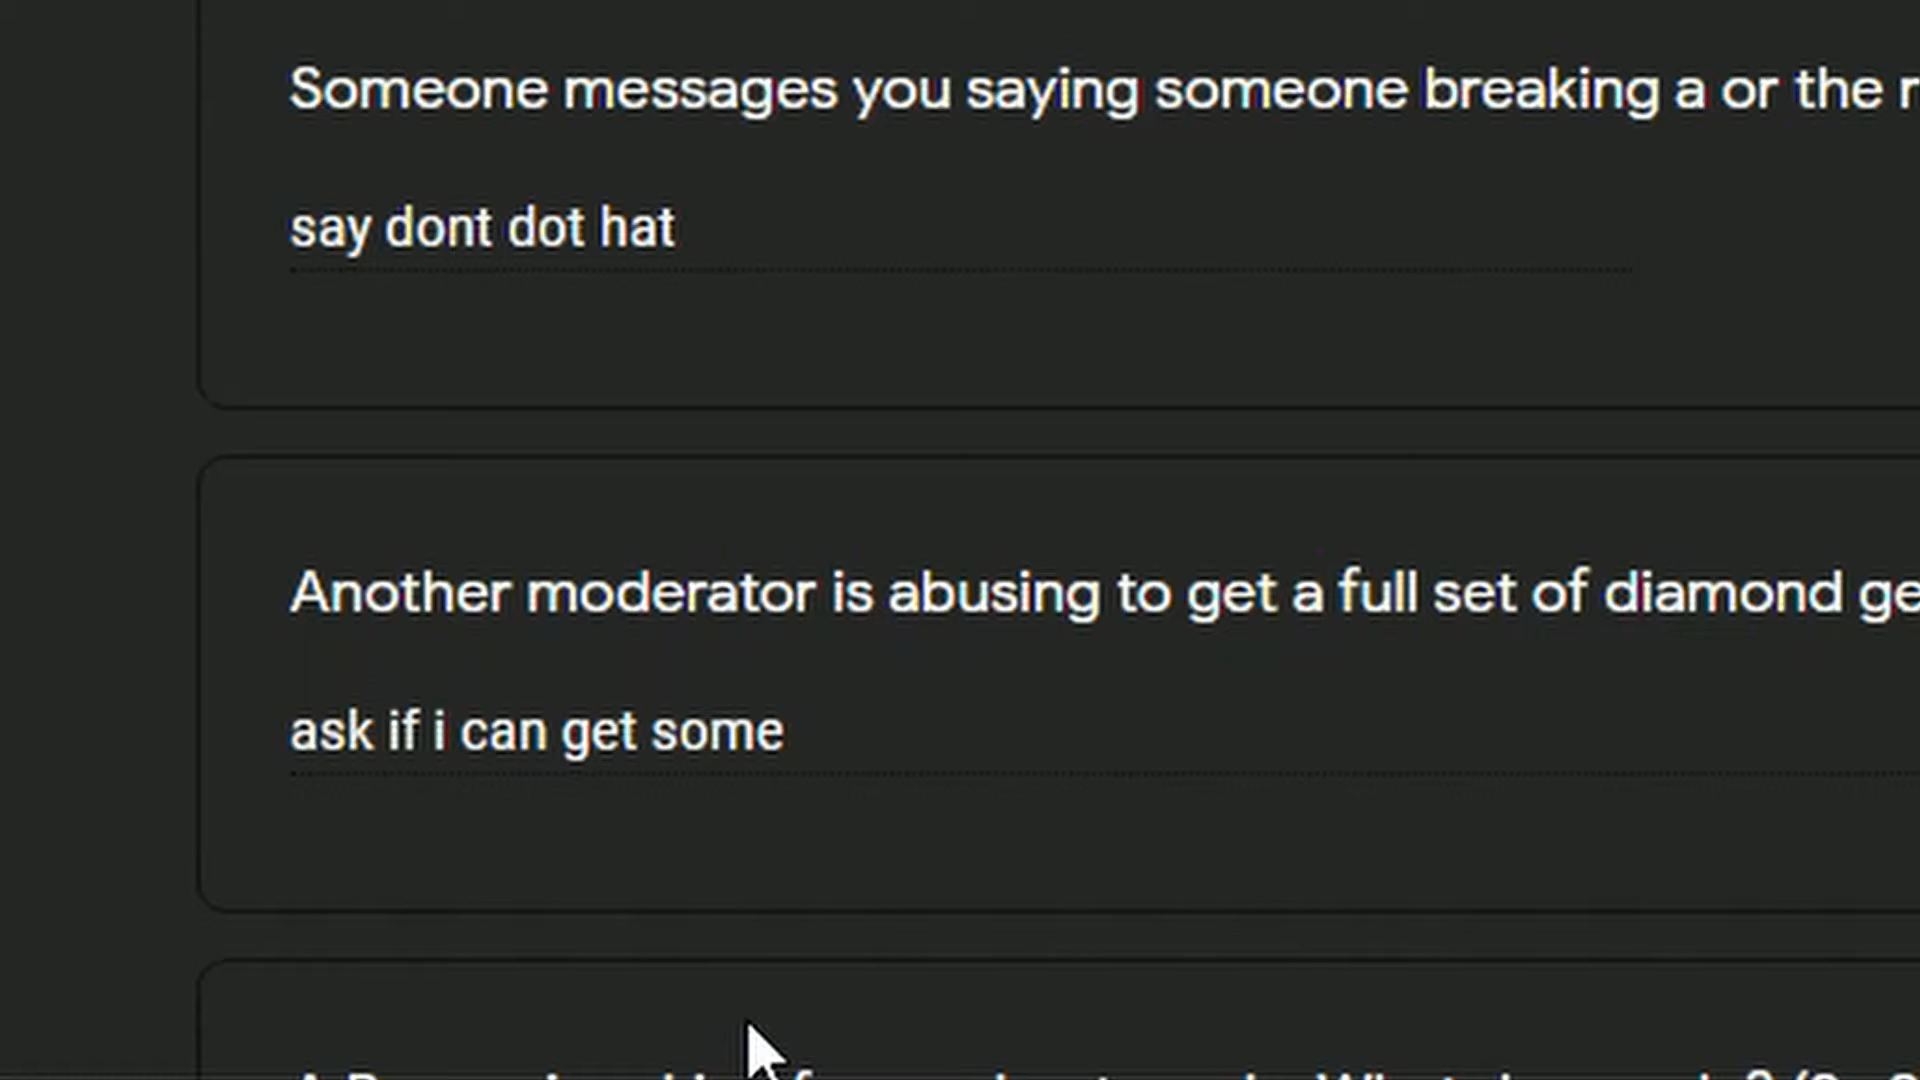 Someone messages you saying someone breaking a or the
say dont dot hat
Another moderator is abusing to get a full set of diamond
ask if i can get some